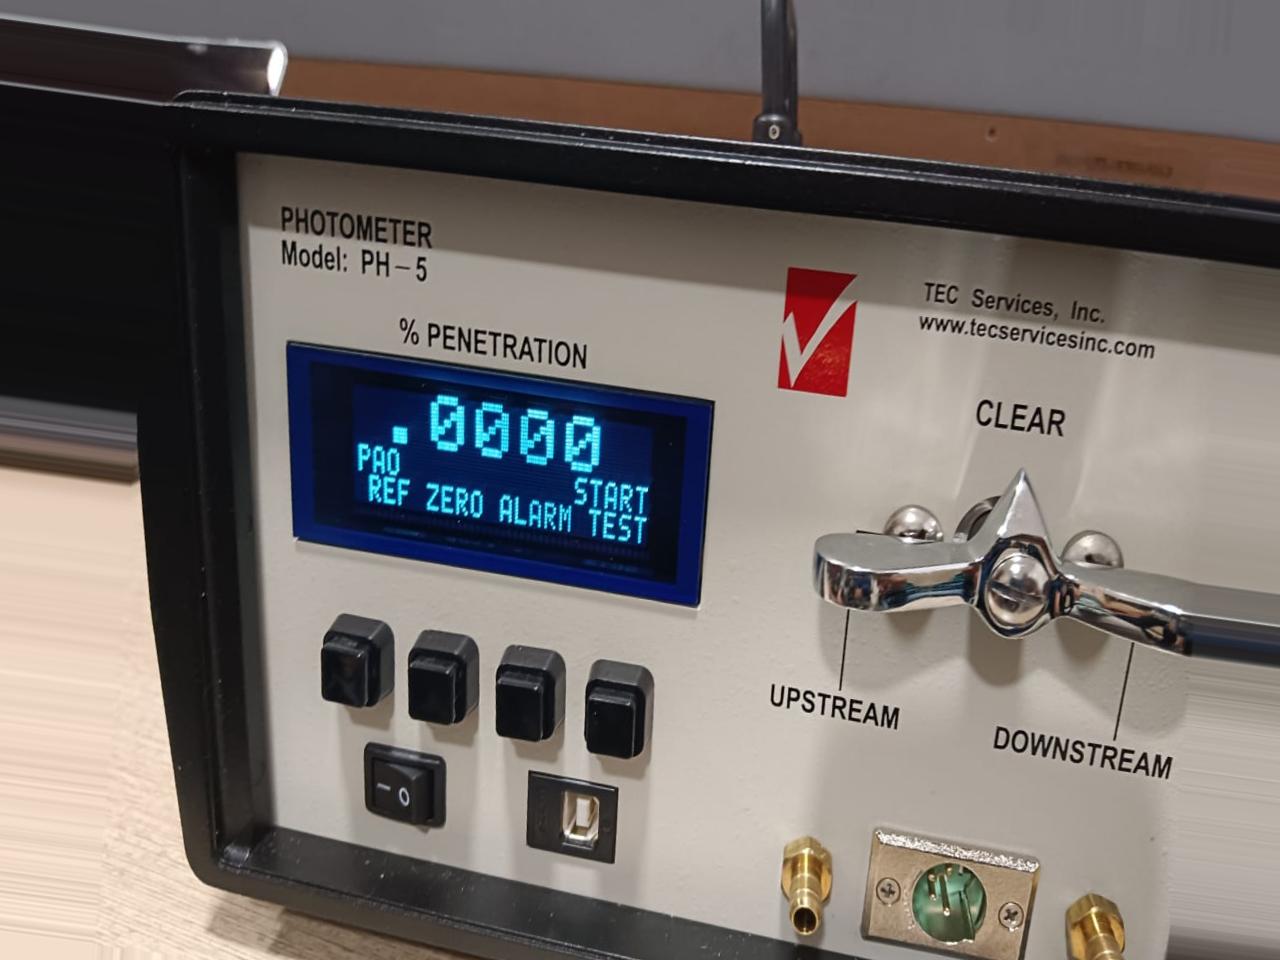 PHOTOMETER
Model: PH-5
% PENETRATION
.0000
PAO
START
REF ZERO ALARM TEST
TEC Services, Inc.
www.tecservicesinc.com
CLEAR
UPSTREAM
DOWNSTREAM